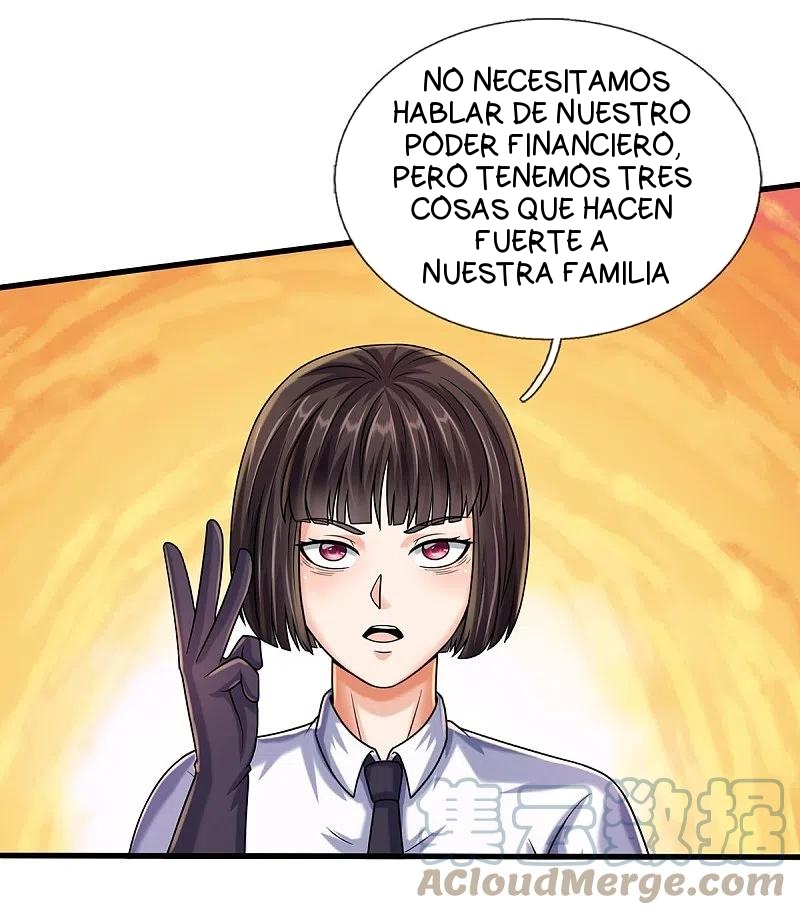 NO NECESITAMOS
HABLAR DE NUESTRO
PODER FINANCIERO,
PERO TENEMOS TRES
COSAS QUE HACEN
FUERTE A
NUESTRA FAMILIA
集云数据
ACloudMerge.com